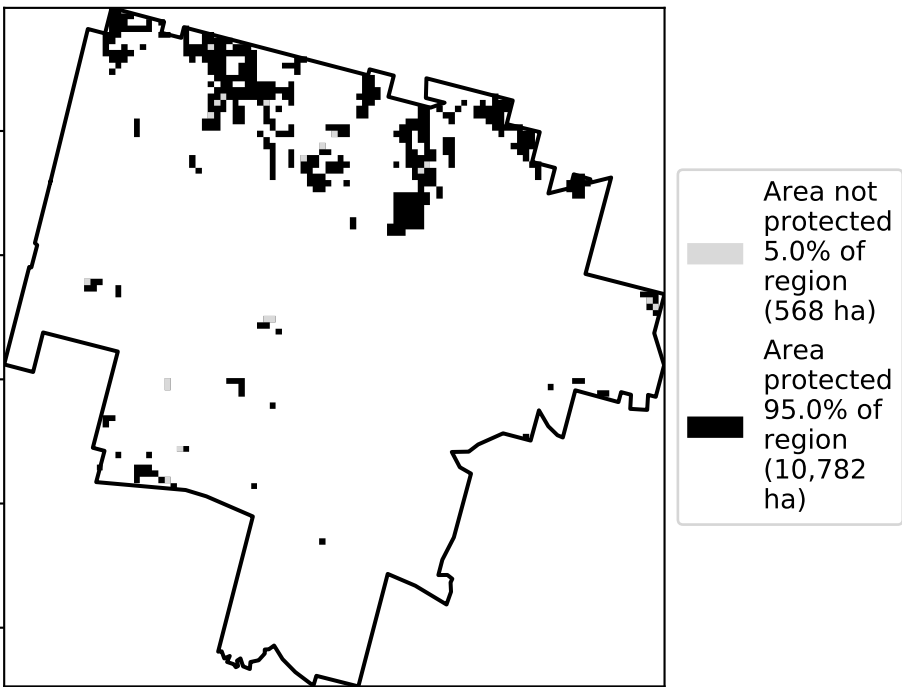 Area not
protected
5.0% of
region
(568 ha)
Area
protected
95.0% of
region
(10,782
ha)